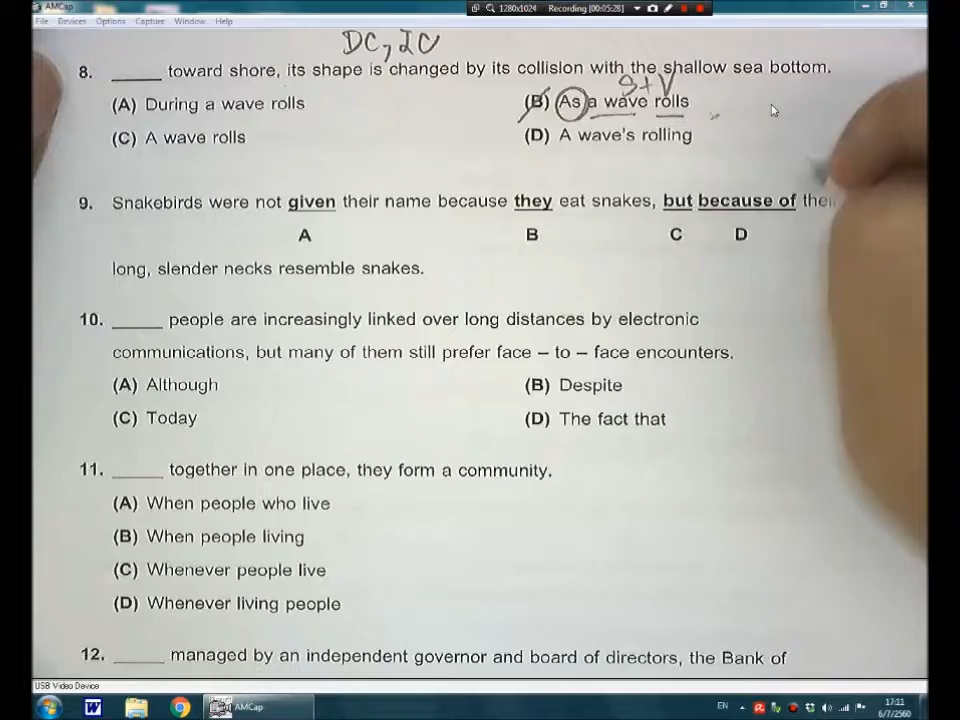 AMCap
1280x1024 Recording [00:05:28]
File Devices Options Capture Window Help
DC, IC
8. _____ toward shore, its shape is changed by its collision with the shallow sea bottom.
S+V
(A) During a wave rolls (B) As a wave rolls
(C) A wave rolls (D) A wave's rolling
9. Snakebirds were not given their name because they eat snakes, but because of their
A B C D
long, slender necks resemble snakes.
10. _____ people are increasingly linked over long distances by electronic
communications, but many of them still prefer face – to – face encounters.
(A) Although (B) Despite
(C) Today (D) The fact that
11. _____ together in one place, they form a community.
(A) When people who live
(B) When people living
(C) Whenever people live
(D) Whenever living people
12. _____ managed by an independent governor and board of directors, the Bank of
USB Video Device
AMCap EN 17:11
6/7/2560